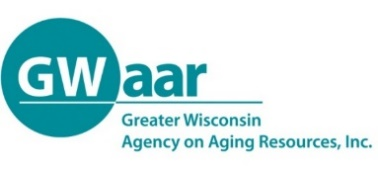 GWaar
Greater Wisconsin
Agency on Aging Resources, Inc.